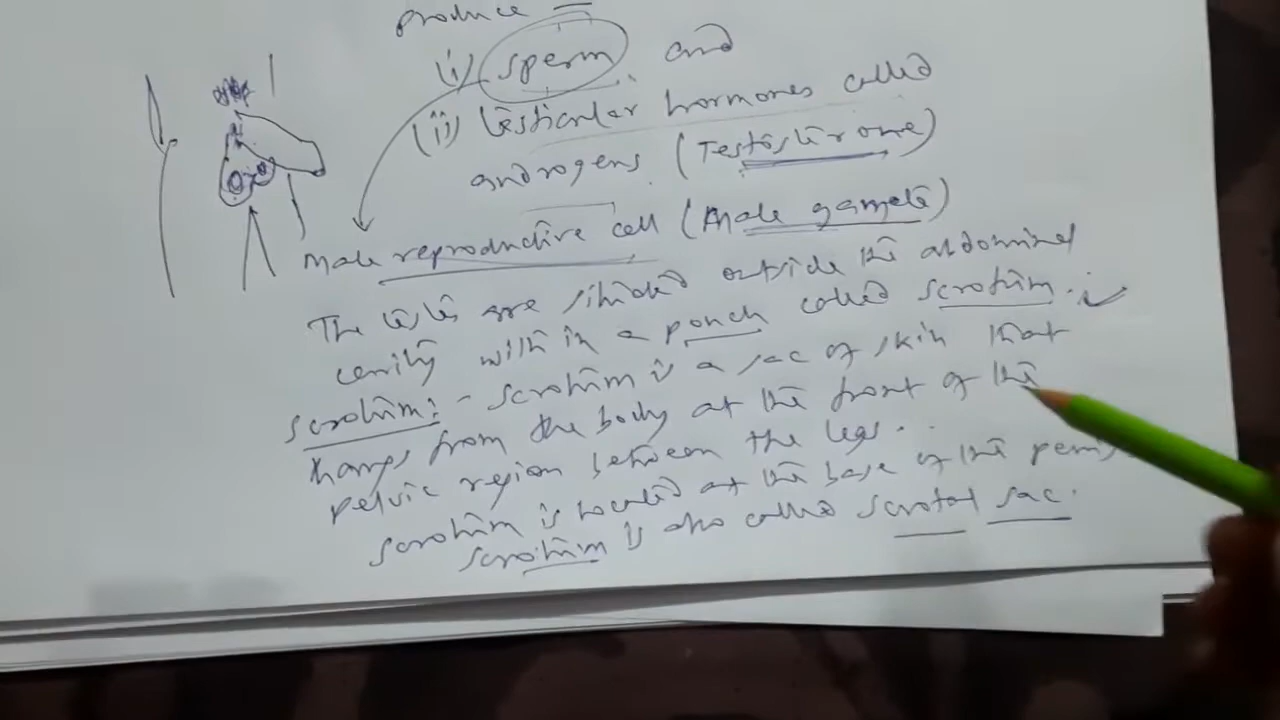 produce =
(i) sperm and
(ii) testicular hormones called
androgens (Testosterone)
male reproductive cell (Male gamete)
The testes are situated outside the abdominal
cavity with in a pouch called scrotum.
scrotum:- scrotum is a sac of skin that
hangs from the body at the front of the
pelvic region between the legs.
scrotum is located at the base of the penis
scrotum is also called scrotal sac.